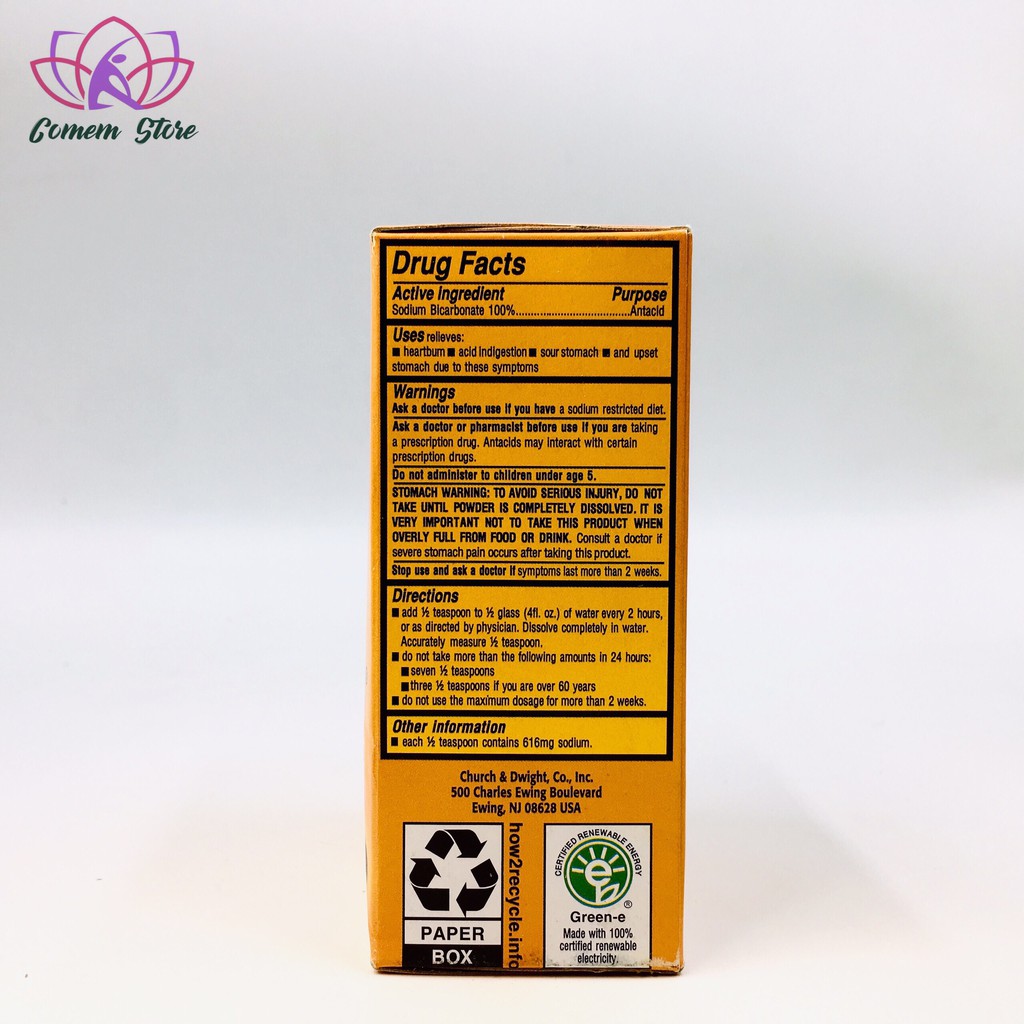 Comem Store
Drug Facts
Active Ingredient Purpose
Sodium Bicarbonate 100%......................................Antacid
Uses relieves:
■ heartburn ■ acid indigestion ■ sour stomach ■ and upset
stomach due to these symptoms
Warnings
Ask a doctor before use if you have a sodium restricted diet.
Ask a doctor or pharmacist before use if you are taking
a prescription drug. Antacids may interact with certain
prescription drugs.
Do not administer to children under age 5.
STOMACH WARNING: TO AVOID SERIOUS INJURY, DO NOT
TAKE UNTIL POWDER IS COMPLETELY DISSOLVED. IT IS
VERY IMPORTANT NOT TO TAKE THIS PRODUCT WHEN
OVERLY FULL FROM FOOD OR DRINK. Consult a doctor if
severe stomach pain occurs after taking this product.
Stop use and ask a doctor if symptoms last more than 2 weeks.
Directions
■ add ½ teaspoon to ½ glass (4fl. oz.) of water every 2 hours,
or as directed by physician. Dissolve completely in water.
Accurately measure ½ teaspoon.
■ do not take more than the following amounts in 24 hours:
■ seven ½ teaspoons
■ three ½ teaspoons if you are over 60 years
■ do not use the maximum dosage for more than 2 weeks.
Other information
■ each ½ teaspoon contains 616mg sodium.
Church & Dwight, Co., Inc.
500 Charles Ewing Boulevard
Ewing, NJ 08628 USA
PAPER
BOX
how2recycle.info
CERTIFIED RENEWABLE ENERGY
e
®
Green-e
Made with 100%
certified renewable
electricity.